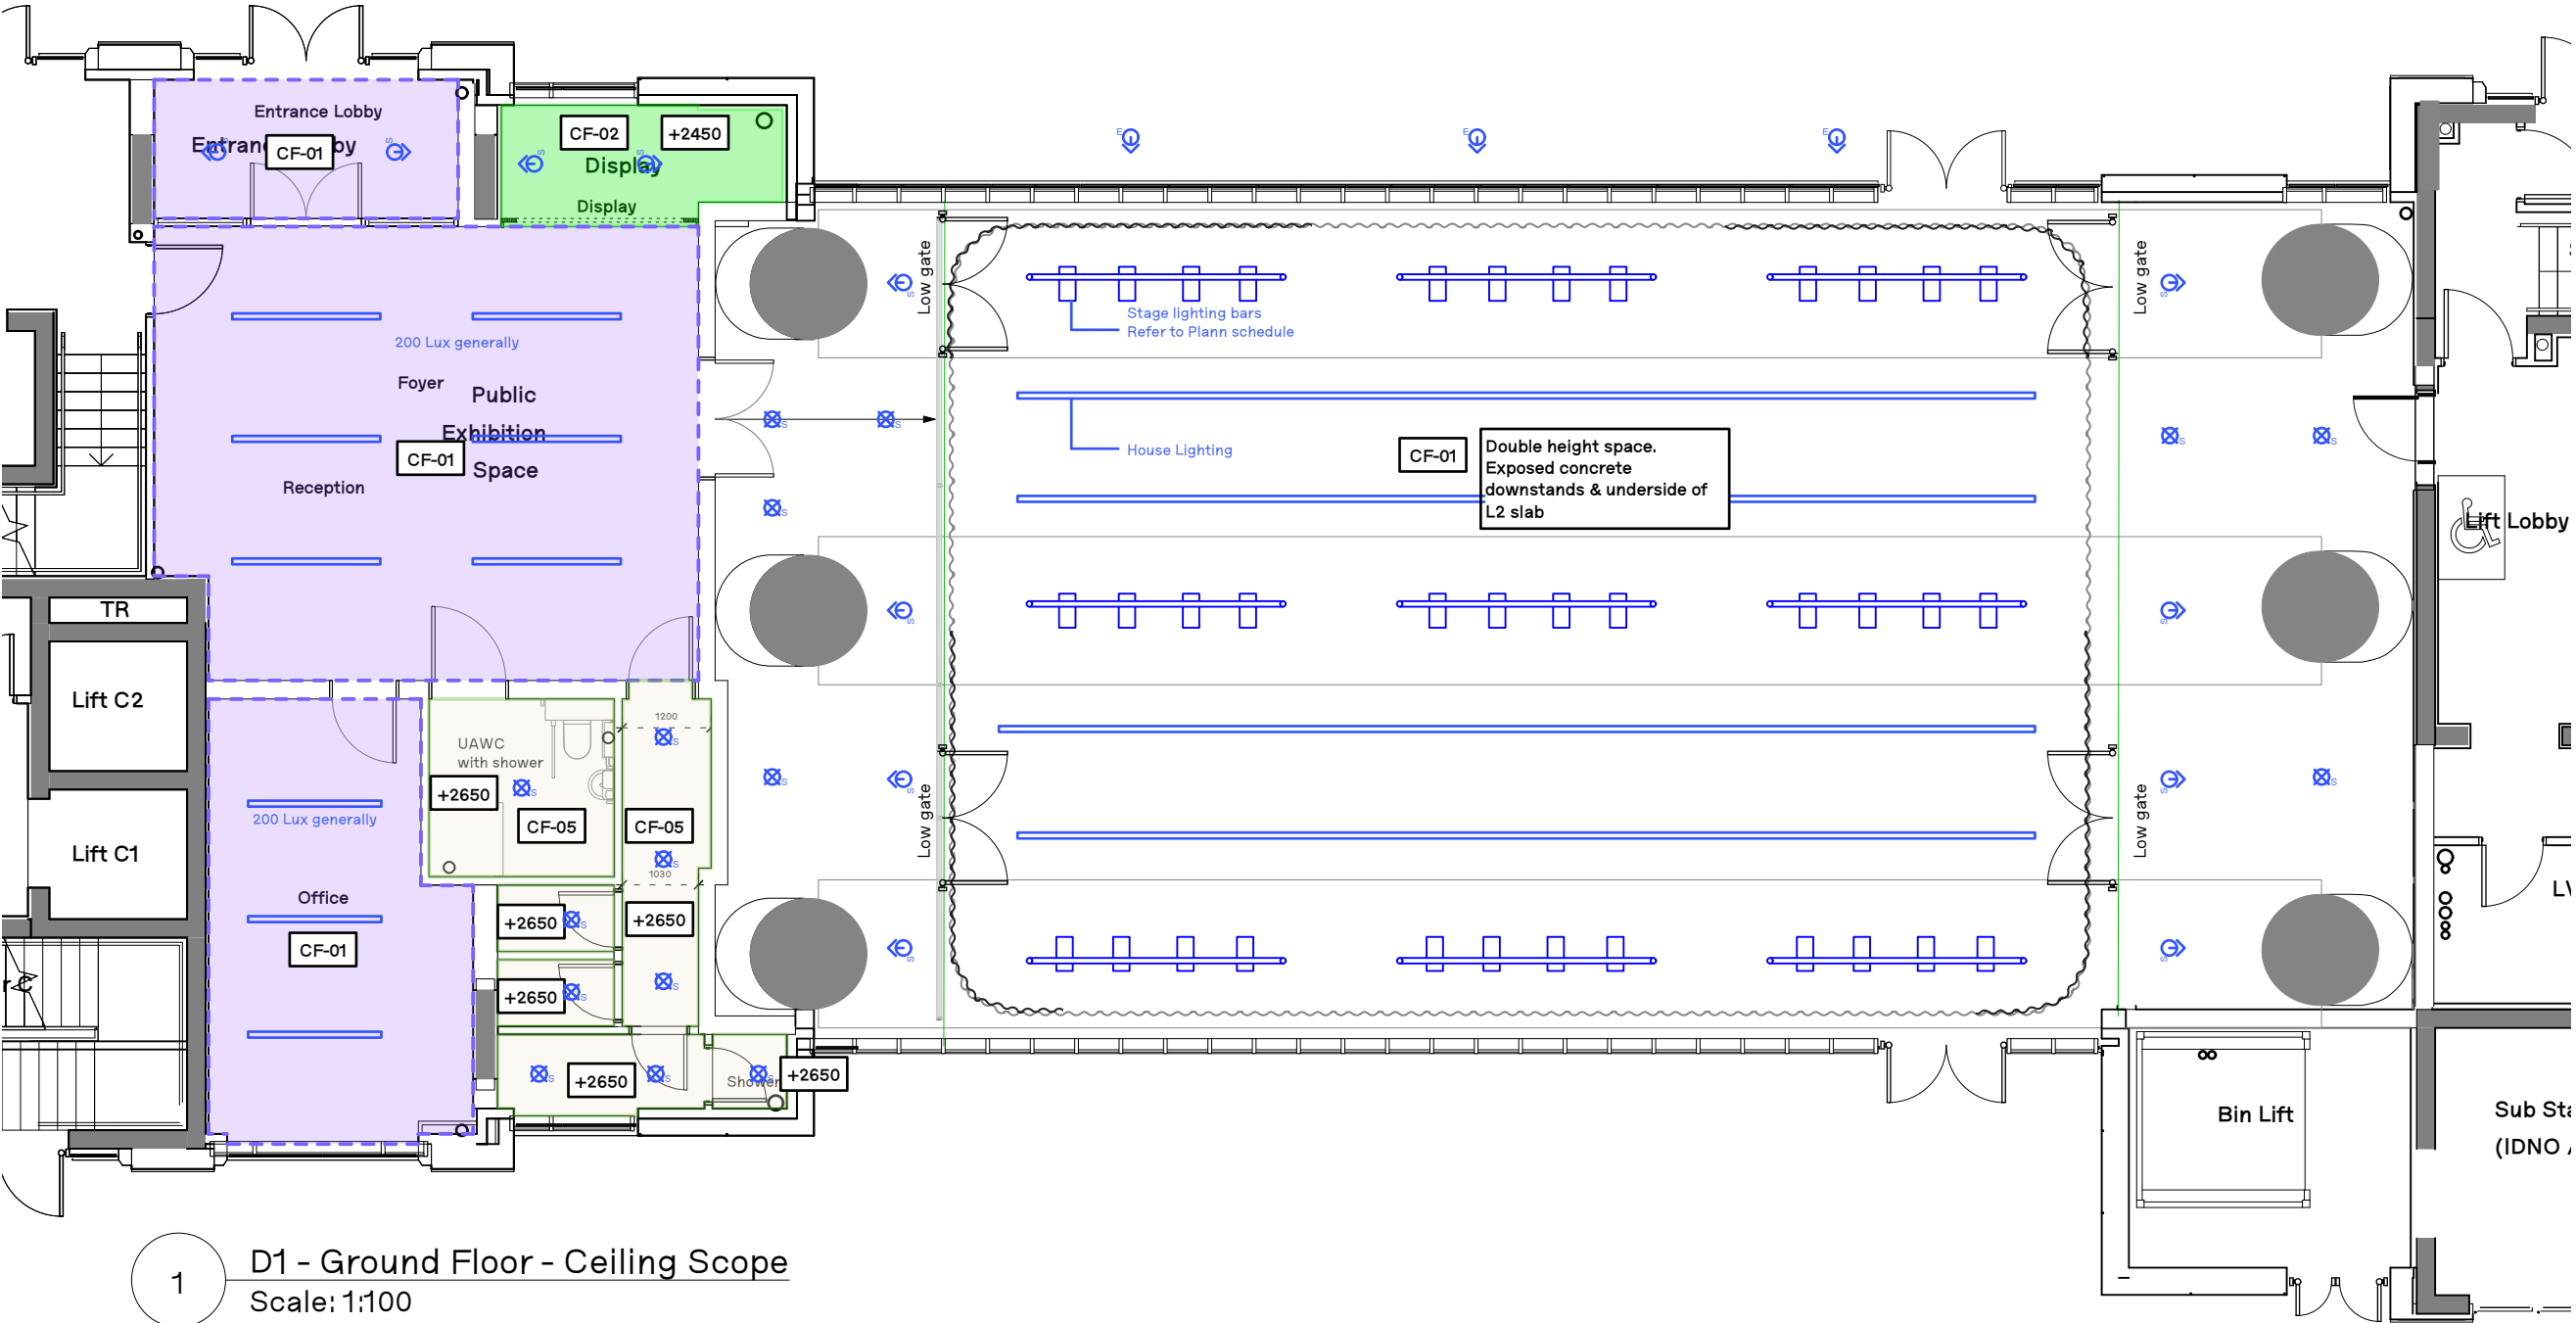 Entrance Lobby
Entrance Lobby
CF-01
CF-02
+2450
Display
Display
S
S
S
S
E
E
E
Low gate
Low gate
S
S
Stage lighting bars
Refer to Plann schedule
200 Lux generally
Foyer
Public
Exhibition
Space
CF-01
Reception
S
S
S
House Lighting
CF-01
Double height space.
Exposed concrete
downstands & underside of
L2 slab
S
S
Lift Lobby
TR
S
S
Lift C2
1200
UAWC
with shower
S
S
+2650
CF-05
CF-05
S
S
Low gate
Low gate
S
S
200 Lux generally
Lift C1
S
1030
Office
+2650
S
+2650
CF-01
S
S
+2650
S
S
r C
+2650
S
S
Shower
S
+2650
Bin Lift
Sub Sta
(IDNO
LV
1
D1 - Ground Floor - Ceiling Scope
Scale: 1:100